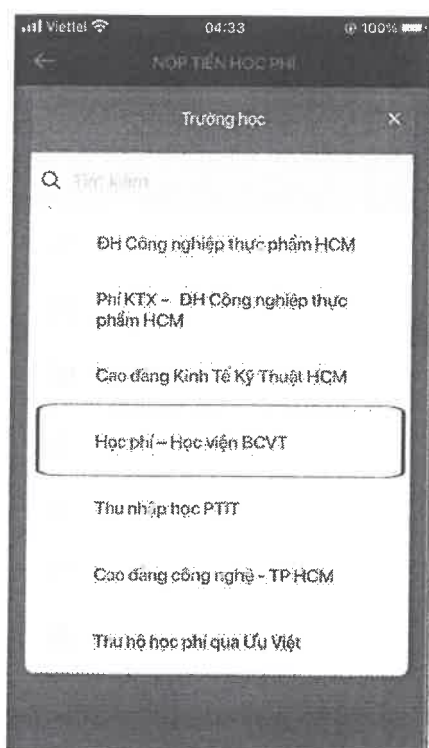 Viettel 04:33 100%
NỘP TIỀN HỌC PHÍ
Trường học
Tìm kiếm
ĐH Công nghiệp thực phẩm HCM
Phí KTX - ĐH Công nghiệp thực
phẩm HCM
Cao đẳng Kinh Tế Kỹ Thuật HCM
Học phí – Học viện BCVT
Thu nhập học PTIT
Cao đẳng công nghệ - TP HCM
Thu hộ học phí qua Ưu Việt